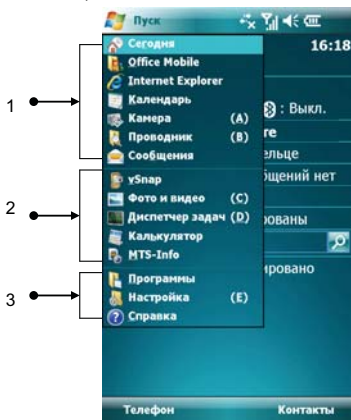 Пуск
Сегодня
16:18
Office Mobile
Internet Explorer
1
Календарь
: Выкл.
Камера (A)
Проводник (B)
re
Сообщения
ельце
vSnap
щений нет
2
Фото и видео (C)
Диспетчер задач (D)
рованы
Калькулятор
MTS-Info
ировано
3
Программы
Настройка (E)
Справка
Телефон
Контакты